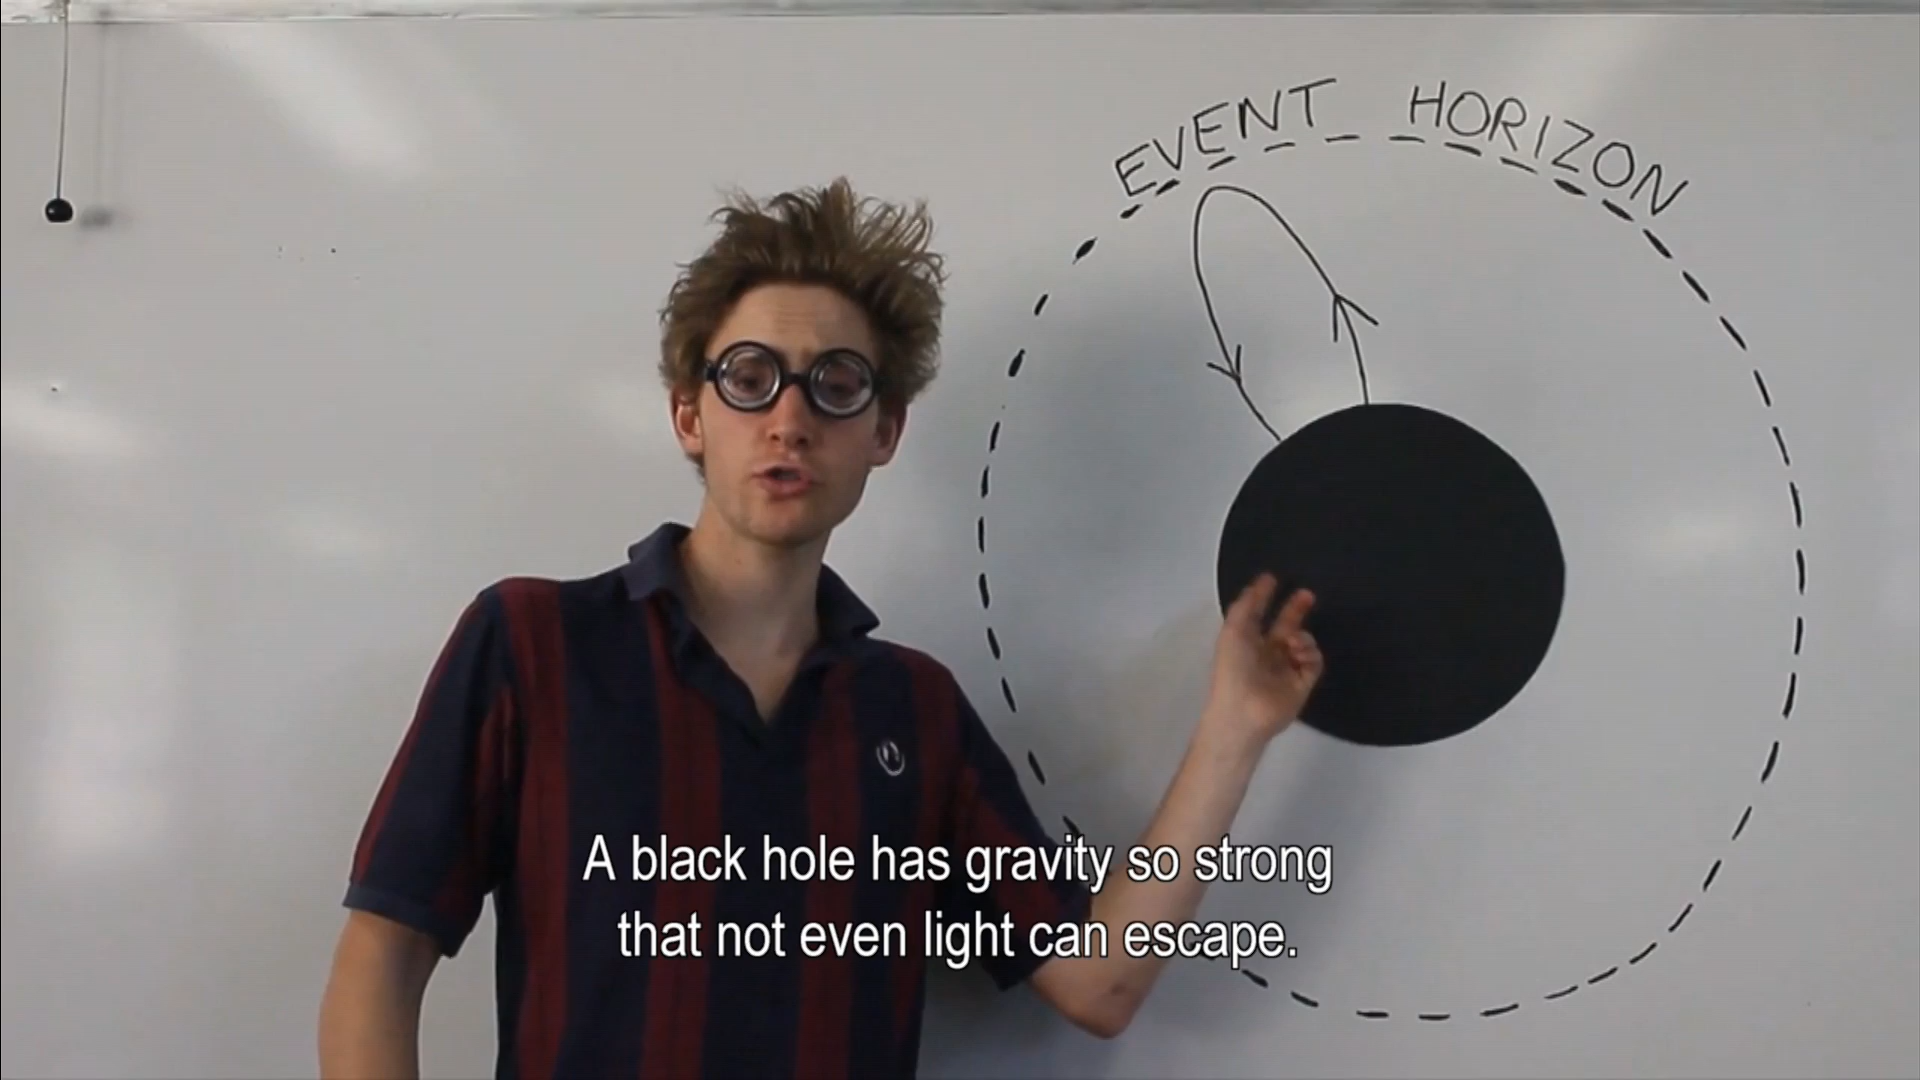 EVENT HORIZON
A black hole has gravity so strong
that not even light can escape.